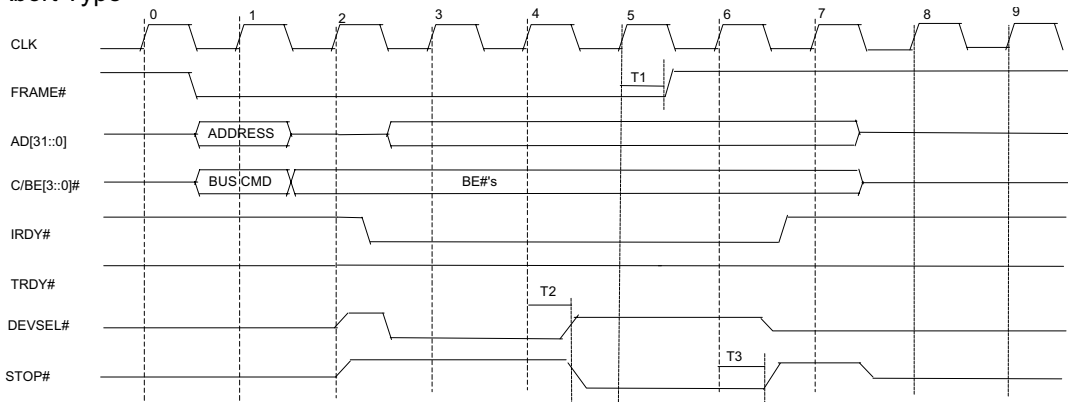 0 1 2 3 4 5 6 7 8 9
CLK
FRAME#
T1
AD[31::0]
ADDRESS
C/BE[3::0]#
BUS CMD
BE#'s
IRDY#
TRDY#
T2
DEVSEL#
T3
STOP#